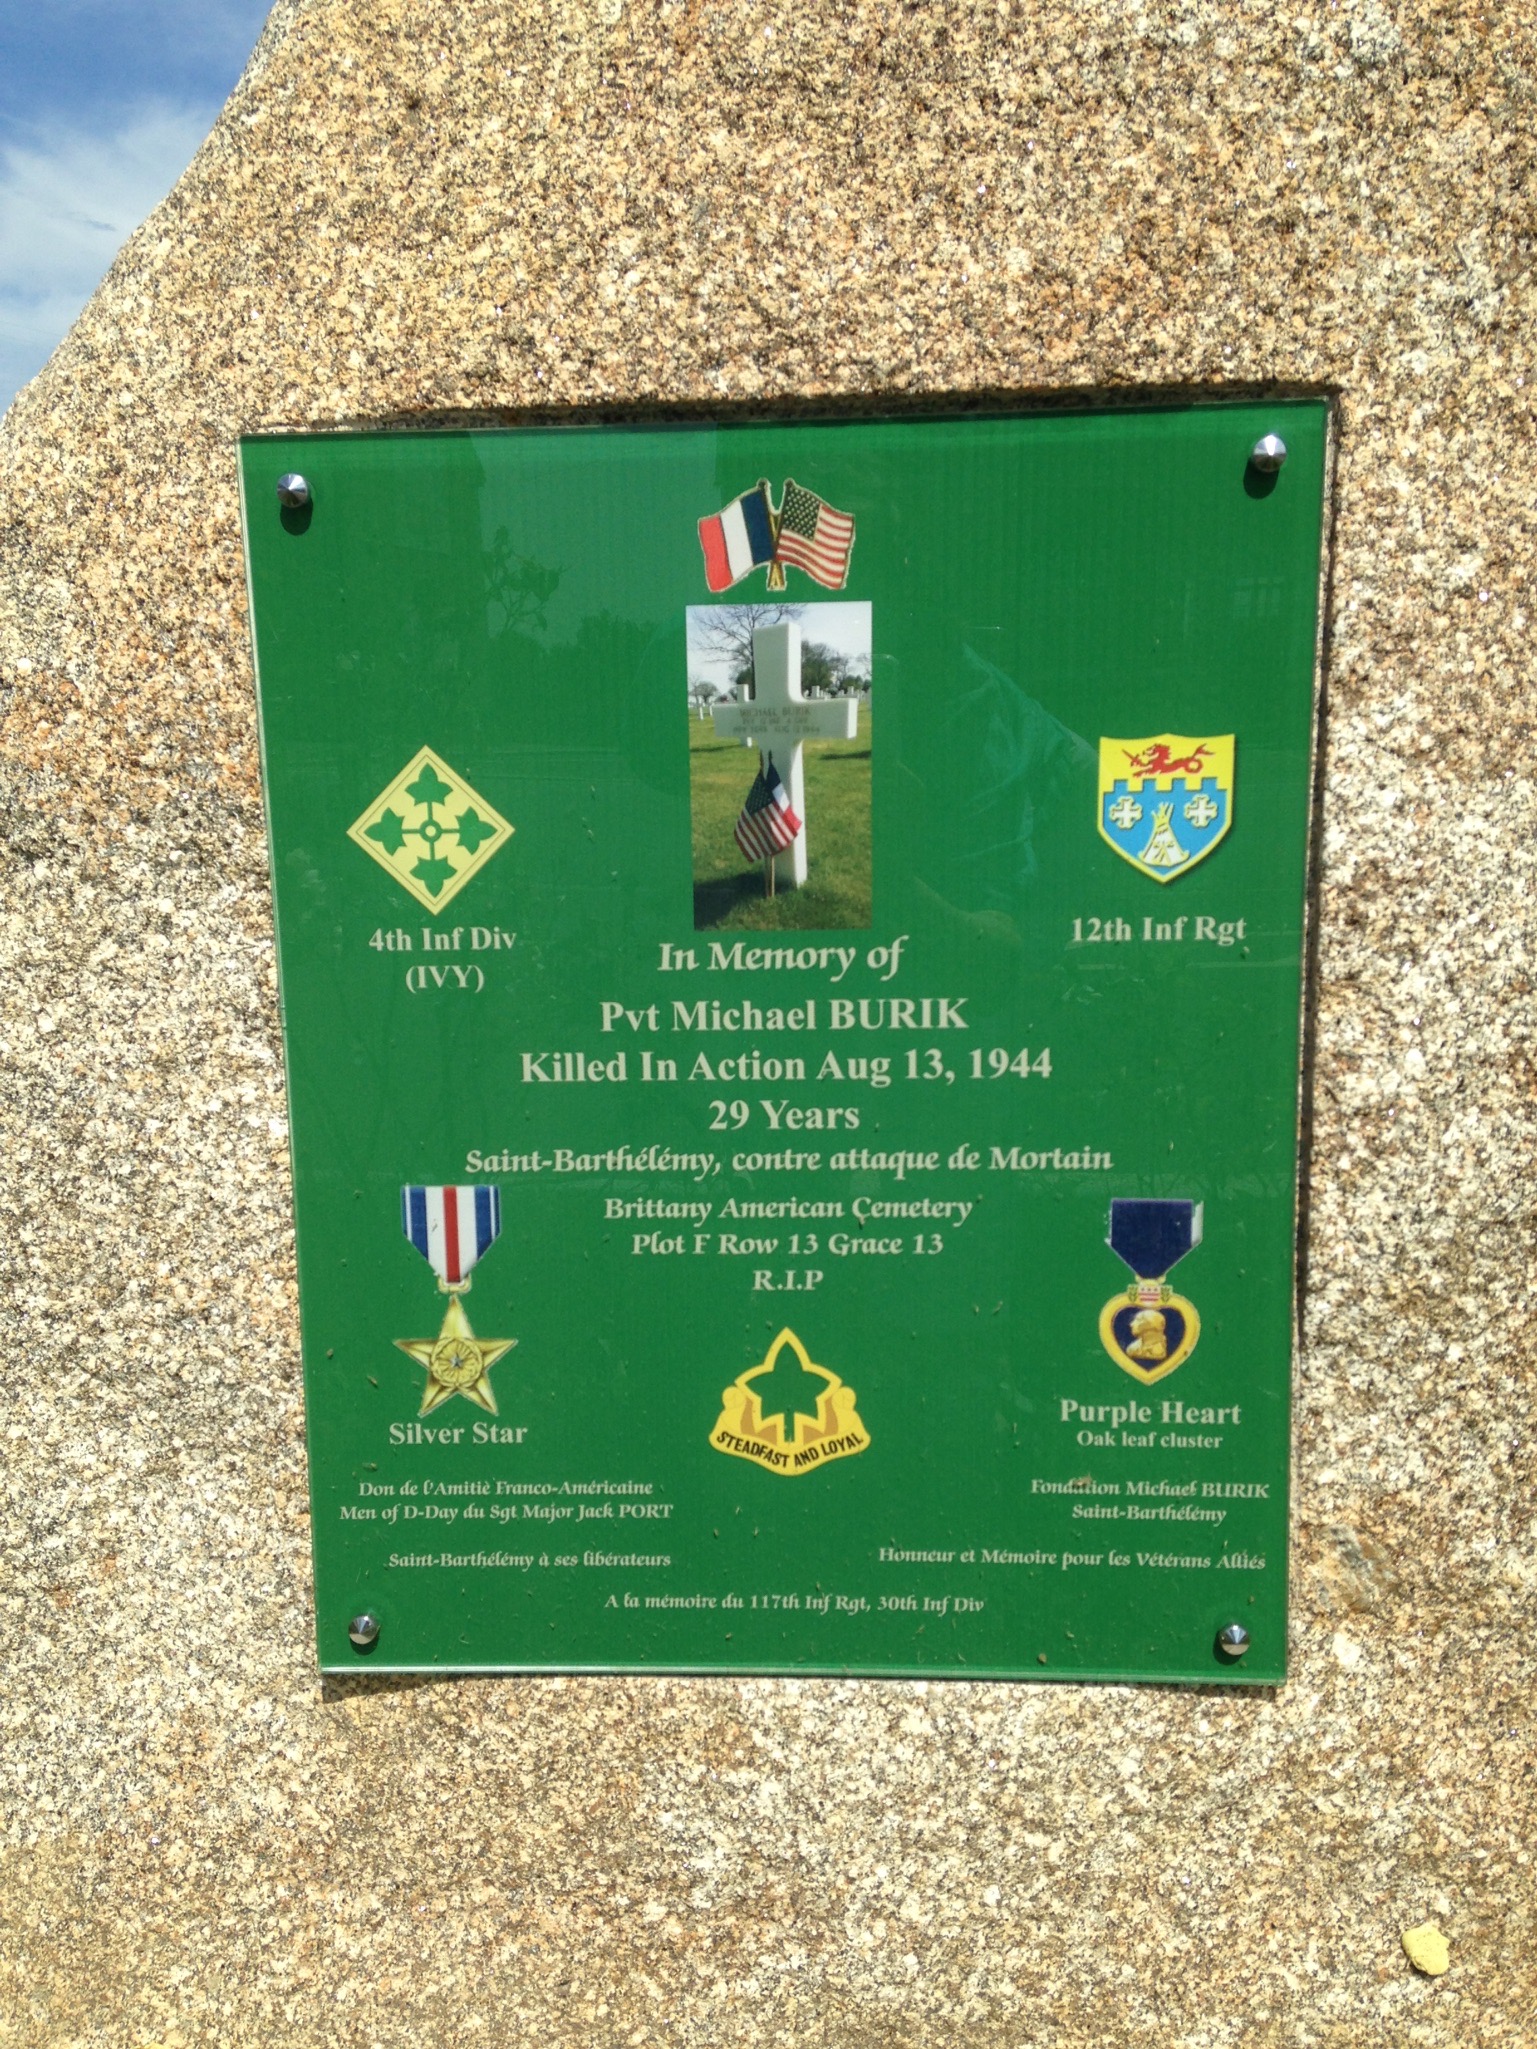 MICHAEL BURIK
4th Inf Div
(IVY)
12th Inf Rgt
In Memory of
Pvt Michael BURIK
Killed In Action Aug 13, 1944
29 Years
Saint-Barthélémy, contre attaque de Mortain
Brittany American Cemetery
Plot F Row 13 Grace 13
R.I.P
Silver Star
STEADFAST AND LOYAL
Purple Heart
Oak leaf cluster
Don de l'Amitiè Franco-Américaine
Men of D-Day du Sgt Major Jack PORT
Fondation Michael BURIK
Saint-Barthélémy
Saint-Barthélémy à ses libérateurs
Honneur et Mémoire pour les Vétérans Alliés
A la mémoire du 117th Inf Rgt, 30th Inf Div